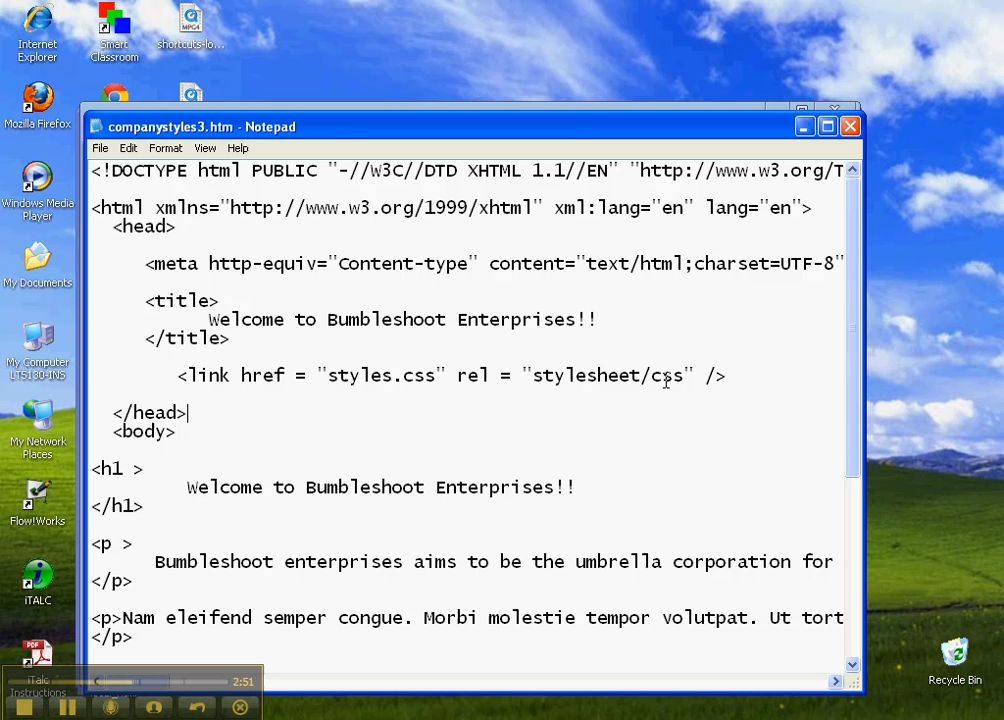 Internet
Explorer
Smart
Classroom
MPG4
shortcuts-lo...
Mozilla Firefox
Windows Media
Player
My Documents
My Computer
LT5130-INS
My Network
Places
Flow!Works
iTALC
PDF
iTalc
Instructions
companystyles3.htm - Notepad
File Edit Format View Help
<!DOCTYPE html PUBLIC "-//W3C//DTD XHTML 1.1//EN" "http://www.w3.org/T
<html xmlns="http://www.w3.org/1999/xhtml" xml:lang="en" lang="en">
<head>
<meta http-equiv="Content-type" content="text/html;charset=UTF-8"
<title>
Welcome to Bumbleshoot Enterprises!!
</title>
<link href = "styles.css" rel = "stylesheet/css" />
</head>
<body>
<h1 >
Welcome to Bumbleshoot Enterprises!!
</h1>
<p >
Bumbleshoot enterprises aims to be the umbrella corporation for
</p>
<p>Nam eleifend semper congue. Morbi molestie tempor volutpat. Ut tort
</p>
2:51
Recycle Bin